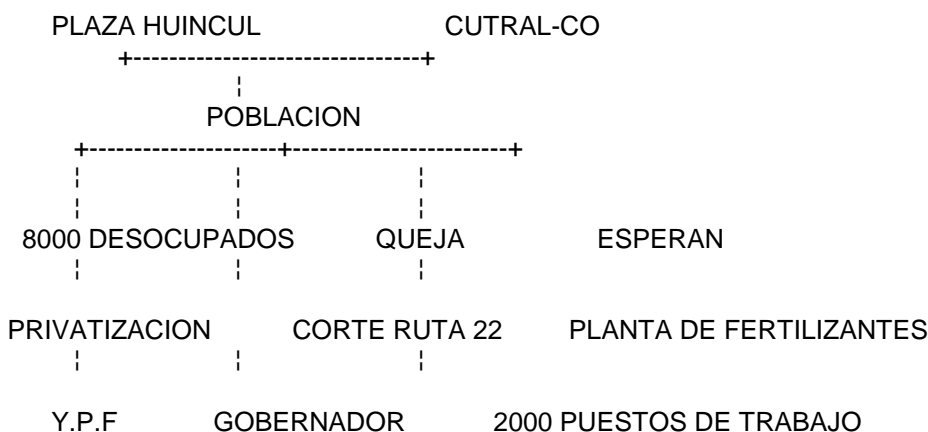 PLAZA HUINCUL CUTRAL-CO
POBLACION
8000 DESOCUPADOS QUEJA ESPERAN
PRIVATIZACION CORTE RUTA 22 PLANTA DE FERTILIZANTES
Y.P.F GOBERNADOR 2000 PUESTOS DE TRABAJO